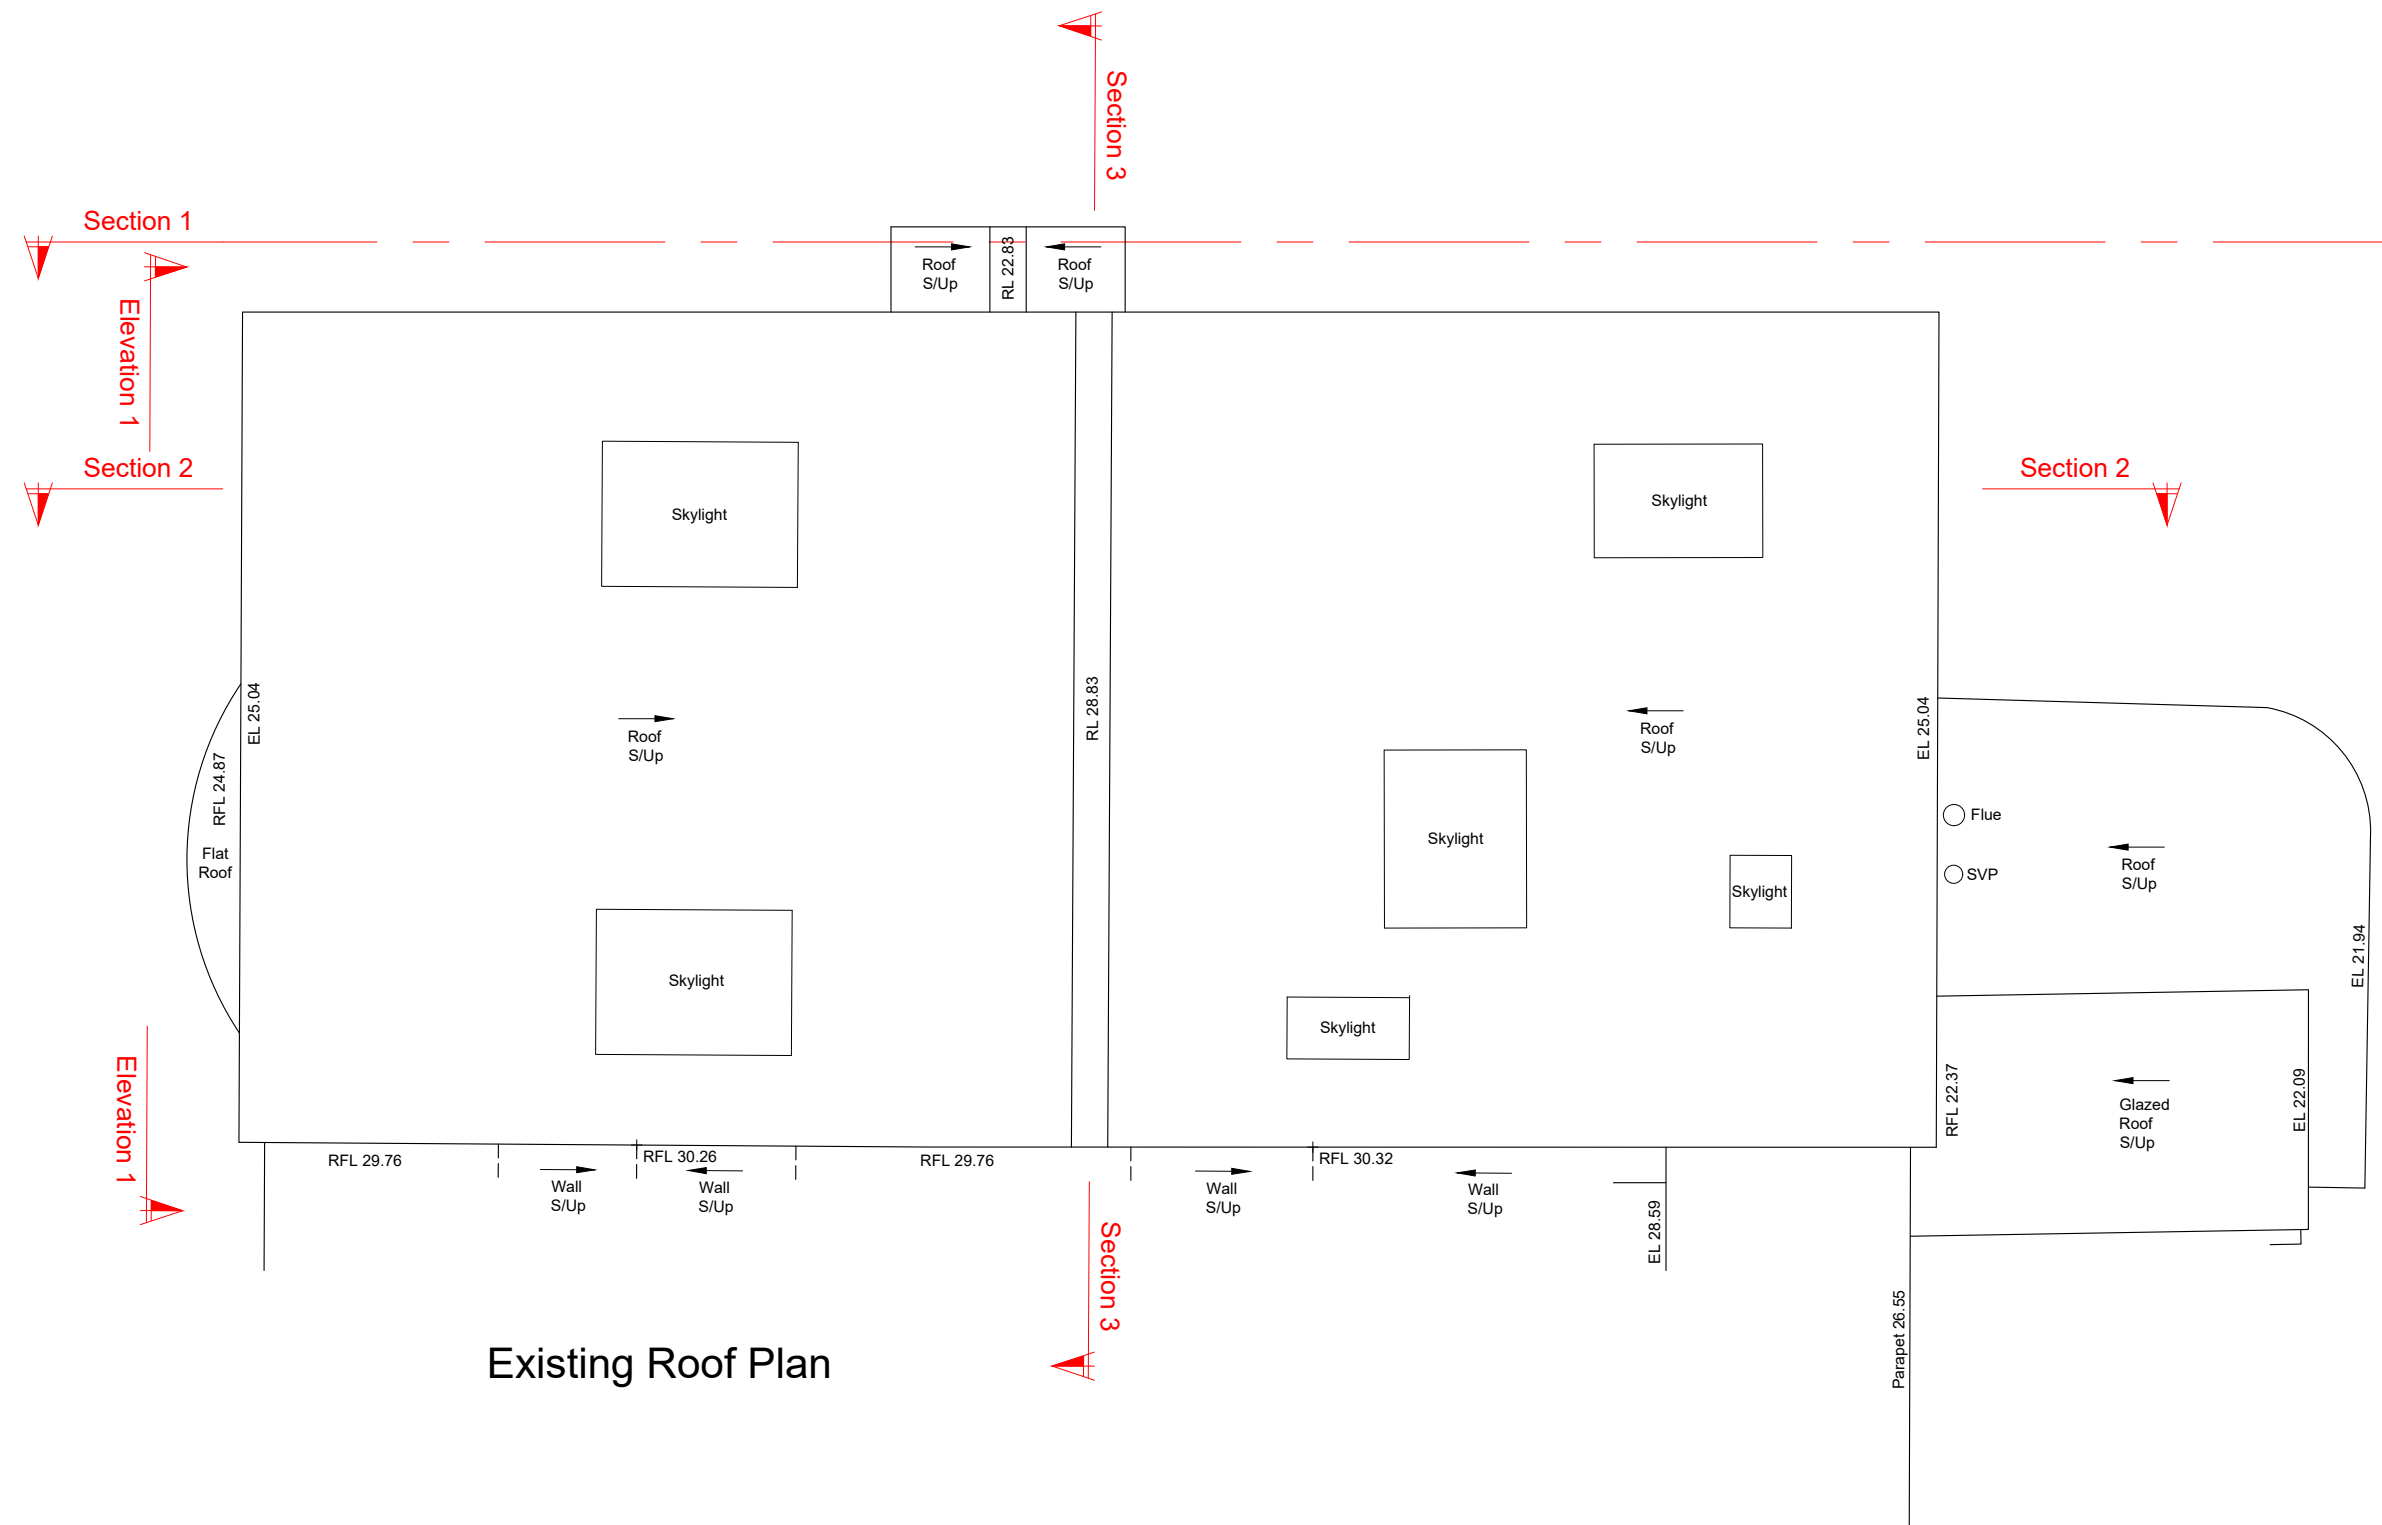 Section 3
Section 1
RL 22.83
Roof
S/Up
Roof
S/Up
Elevation 1
Section 2
Section 2
Skylight
Skylight
EL 25.04
RL 28.83
EL 25.04
Roof
S/Up
Roof
S/Up
RFL 24.87
Flat
Roof
Flue
SVP
Skylight
Skylight
Roof
S/Up
EL 21.94
Skylight
Skylight
Elevation 1
RFL 22.37
Glazed
Roof
S/Up
EL 22.09
RFL 29.76
RFL 30.26
RFL 29.76
RFL 30.32
Wall
S/Up
Wall
S/Up
Wall
S/Up
Wall
S/Up
EL 28.59
Section 3
Parapet 26.55
Existing Roof Plan